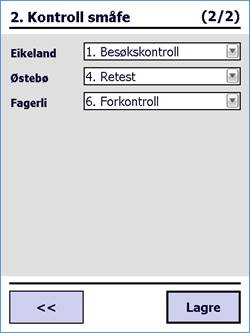 2. Kontroll småfe (2/2)
Eikeland 1. Besøkskontroll
Østebø 4. Retest
Fagerli 6. Forkontroll
<< Lagre